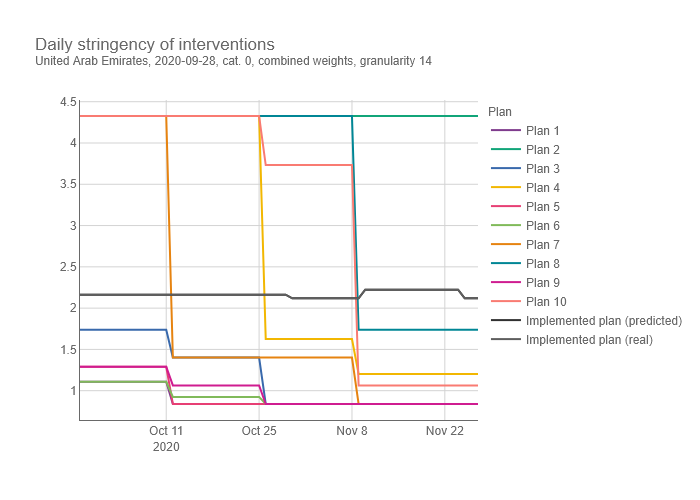 Daily stringency of interventions
United Arab Emirates, 2020-09-28, cat. 0, combined weights, granularity 14
4.5
4
3.5
3
2.5
2
1.5
1
Oct 11
2020
Oct 25
Nov 8
Nov 22
Plan
Plan 1
Plan 2
Plan 3
Plan 4
Plan 5
Plan 6
Plan 7
Plan 8
Plan 9
Plan 10
Implemented plan (predicted)
Implemented plan (real)